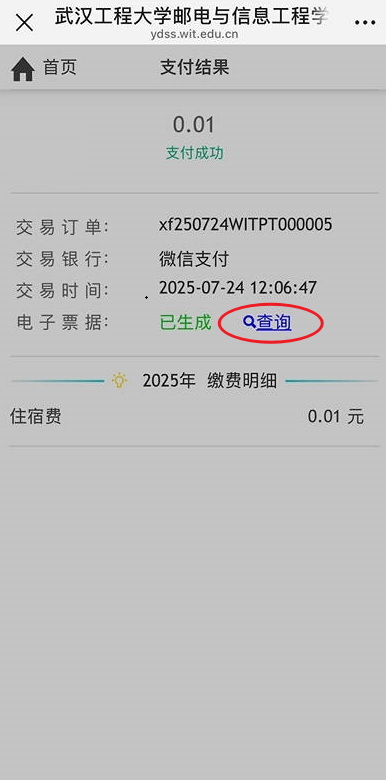 武汉工程大学邮电与信息工程学
ydss.wit.edu.cn
首页 支付结果
0.01
支付成功
交易订单: xf250724WITPT000005
交易银行: 微信支付
交易时间: 2025-07-24 12:06:47
电子票据: 已生成 查询
2025年 缴费明细
住宿费 0.01 元